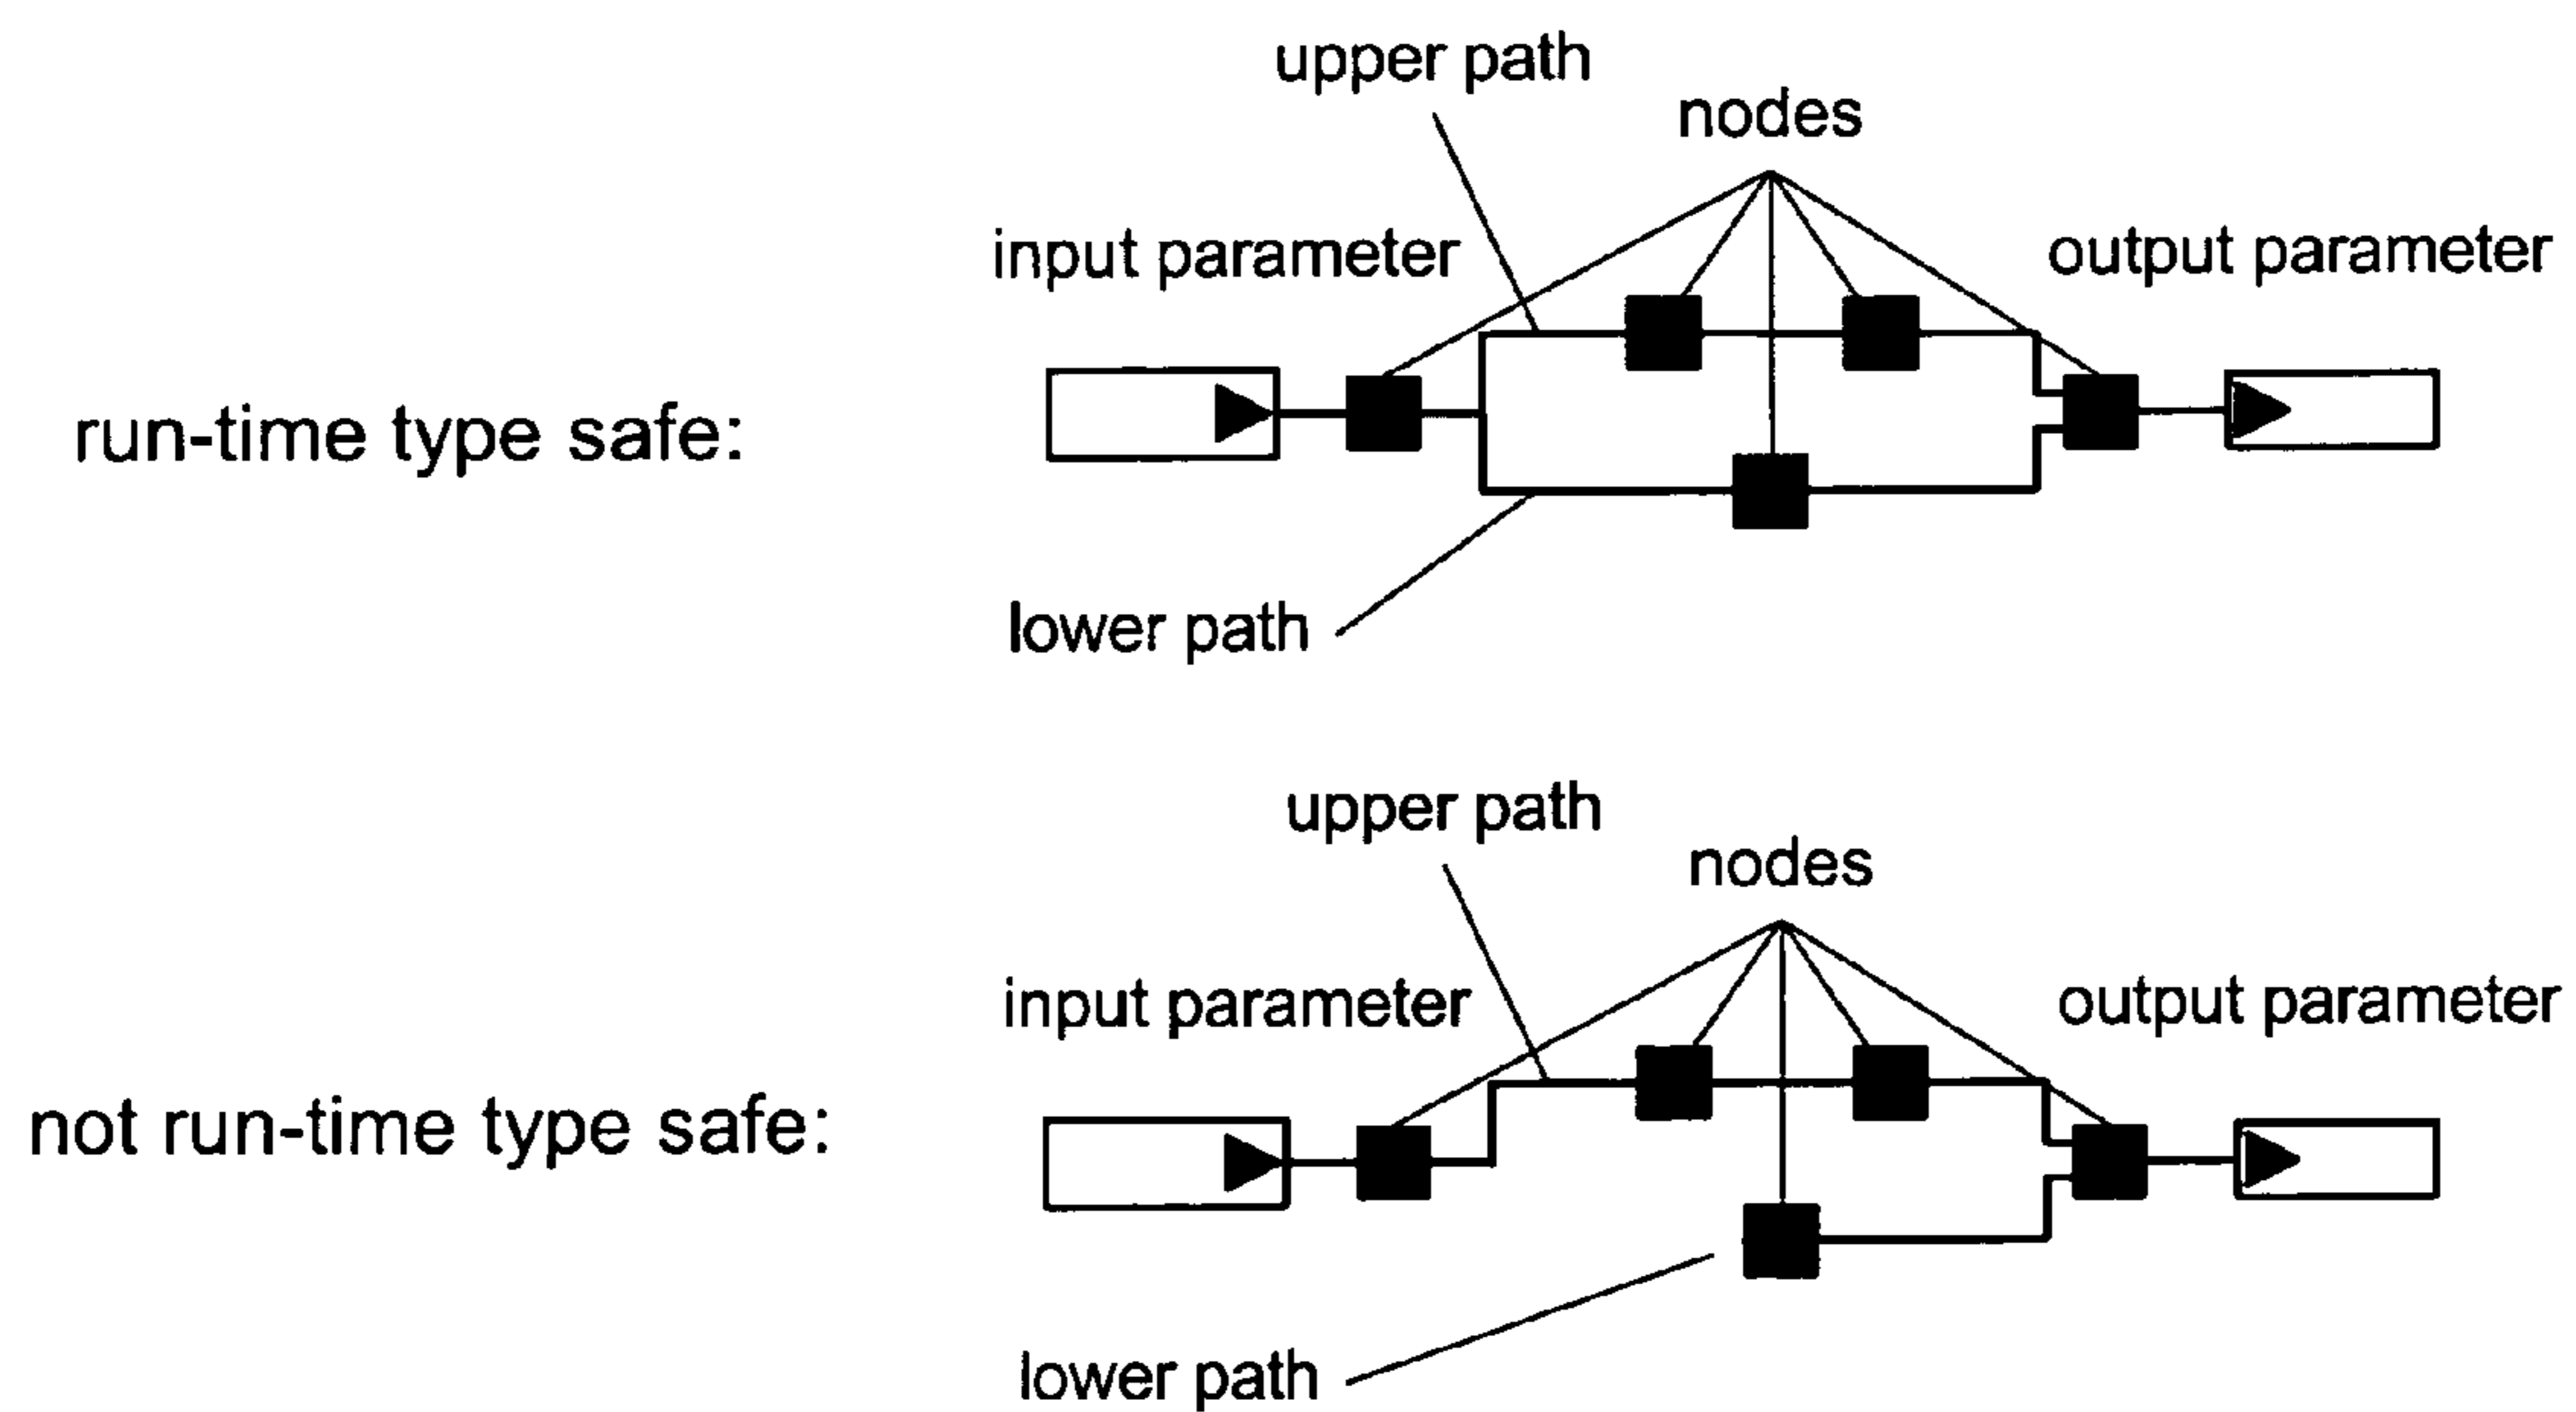 upper path
nodes
input parameter
output parameter
run-time type safe:
lower path
upper path
nodes
input parameter
output parameter
not run-time type safe:
lower path